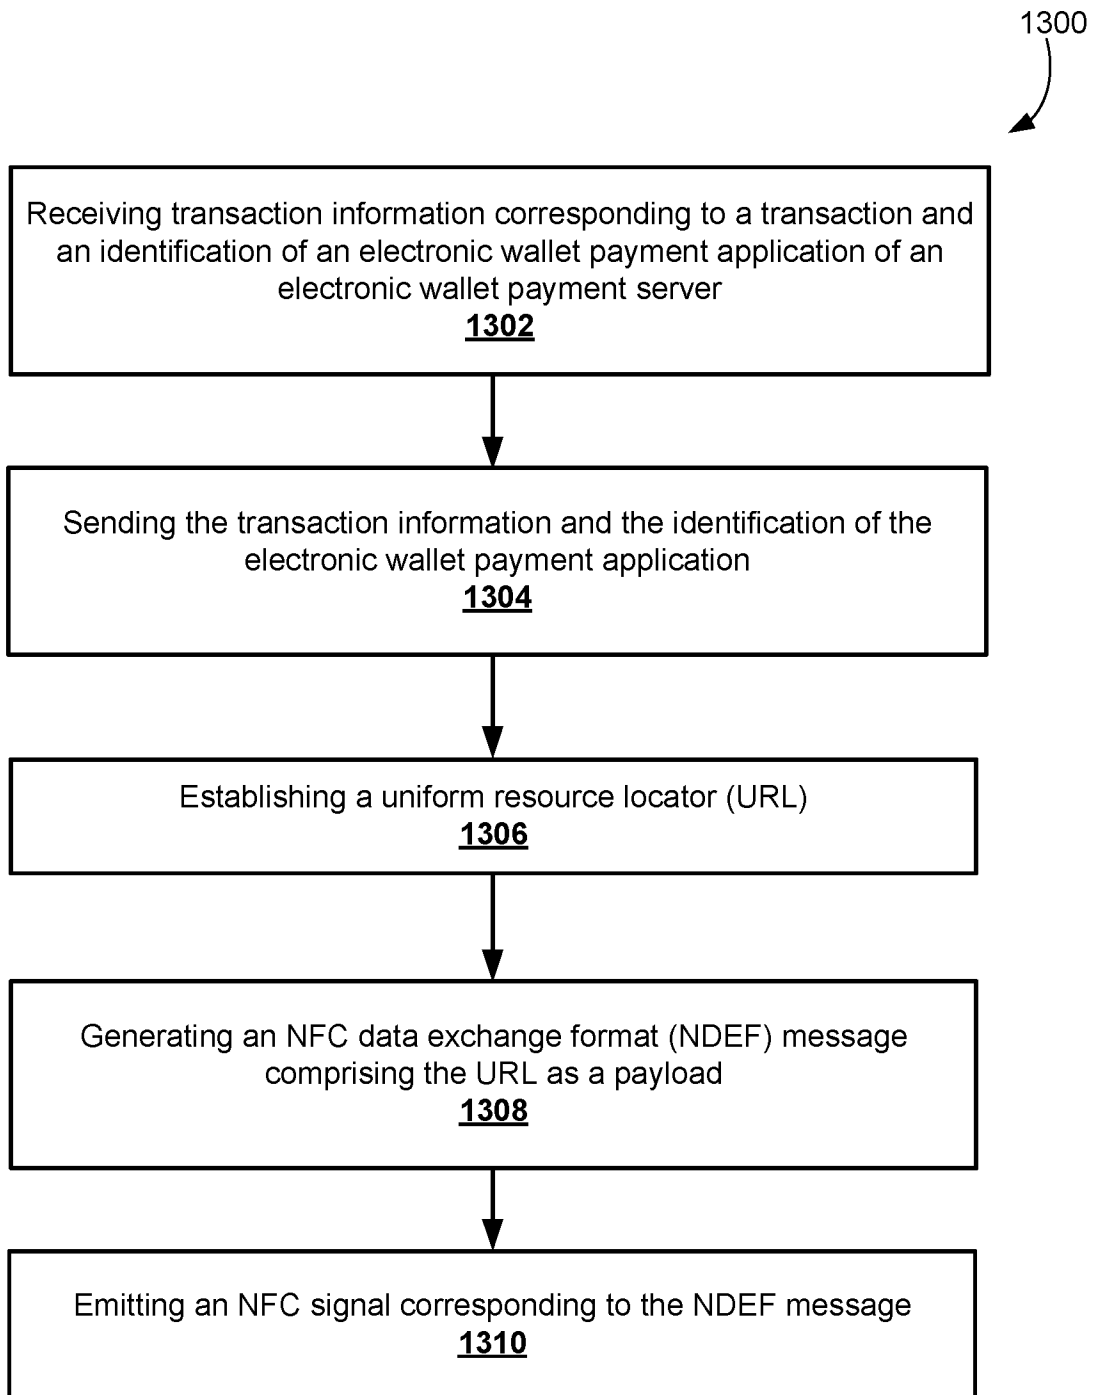 1300
Receiving transaction information corresponding to a transaction and
an identification of an electronic wallet payment application of an
electronic wallet payment server
1302
Sending the transaction information and the identification of the
electronic wallet payment application
1304
Establishing a uniform resource locator (URL)
1306
Generating an NFC data exchange format (NDEF) message
comprising the URL as a payload
1308
Emitting an NFC signal corresponding to the NDEF message
1310